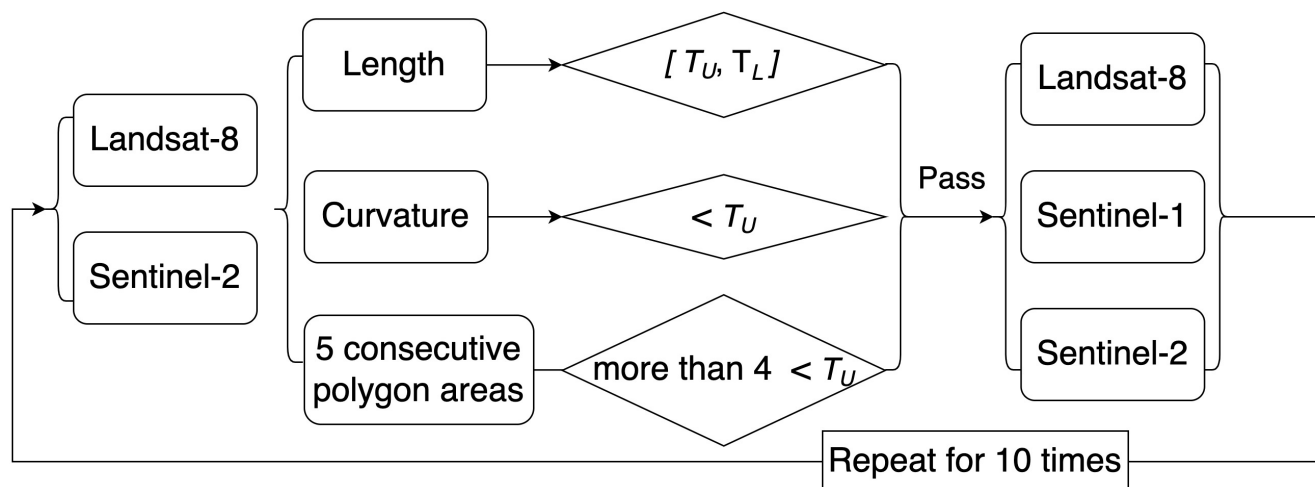 Landsat-8
Sentinel-2
Length
[ T_U, T_L ]
Curvature
< T_U
5 consecutive
polygon areas
more than 4 < T_U
Pass
Landsat-8
Sentinel-1
Sentinel-2
Repeat for 10 times